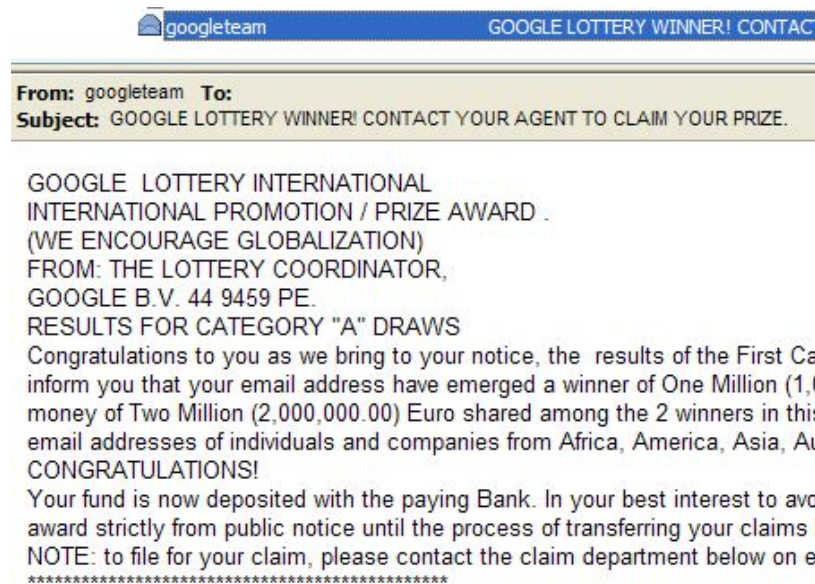 googleteam GOOGLE LOTTERY WINNER! CONTACT
From: googleteam To:
Subject: GOOGLE LOTTERY WINNER! CONTACT YOUR AGENT TO CLAIM YOUR PRIZE.
GOOGLE LOTTERY INTERNATIONAL
INTERNATIONAL PROMOTION / PRIZE AWARD .
(WE ENCOURAGE GLOBALIZATION)
FROM: THE LOTTERY COORDINATOR,
GOOGLE B.V. 44 9459 PE.
RESULTS FOR CATEGORY "A" DRAWS
Congratulations to you as we bring to your notice, the results of the First Ca
inform you that your email address have emerged a winner of One Million (1,0
money of Two Million (2,000,000.00) Euro shared among the 2 winners in this
email addresses of individuals and companies from Africa, America, Asia, Au
CONGRATULATIONS!
Your fund is now deposited with the paying Bank. In your best interest to avo
award strictly from public notice until the process of transferring your claims
NOTE: to file for your claim, please contact the claim department below on e
***********************************************